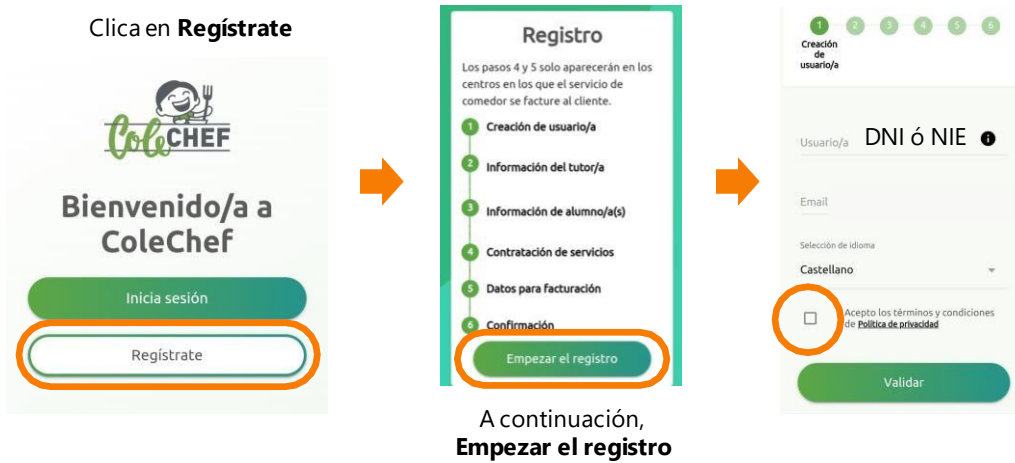 Clica en Regístrate
ColeCHEF
Bienvenido/a a
ColeChef
Inicia sesión
Regístrate
Registro
Los pasos 4 y 5 solo aparecerán en los
centros en los que el servicio de
comedor se facture al cliente.
1 Creación de usuario/a
2 Información del tutor/a
3 Información de alumno/a(s)
4 Contratación de servicios
5 Datos para facturación
6 Confirmación
Empezar el registro
A continuación,
Empezar el registro
1 2 3 4 5 6
Creación
de
usuario/a
Usuario/a DNI ó NIE i
Email
Selección de idioma
Castellano
Acepto los términos y condiciones
de Política de privacidad
Validar